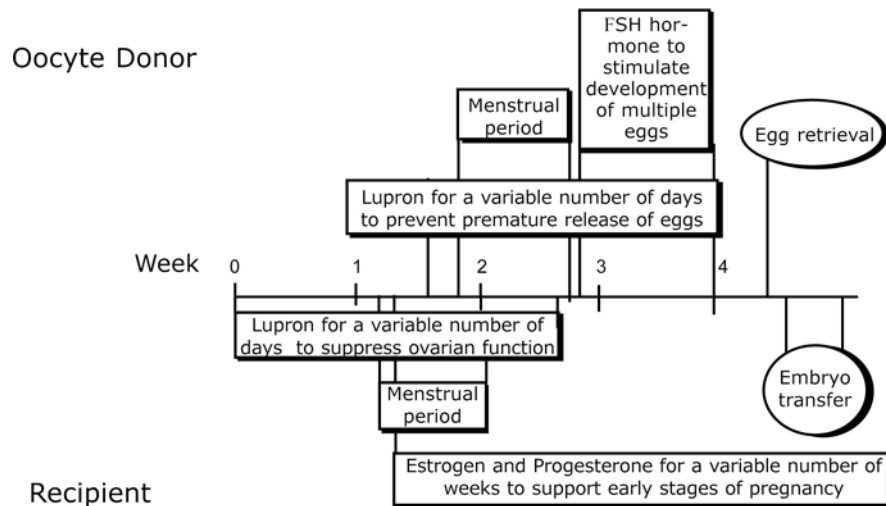 Oocyte Donor
FSH hor-
mone to
stimulate
development
of multiple
eggs
Menstrual
period
Egg retrieval
Lupron for a variable number of days
to prevent premature release of eggs
Week
0 1 2 3 4
Lupron for a variable number of
days to suppress ovarian function
Menstrual
period
Embryo
transfer
Estrogen and Progesterone for a variable number of
weeks to support early stages of pregnancy
Recipient